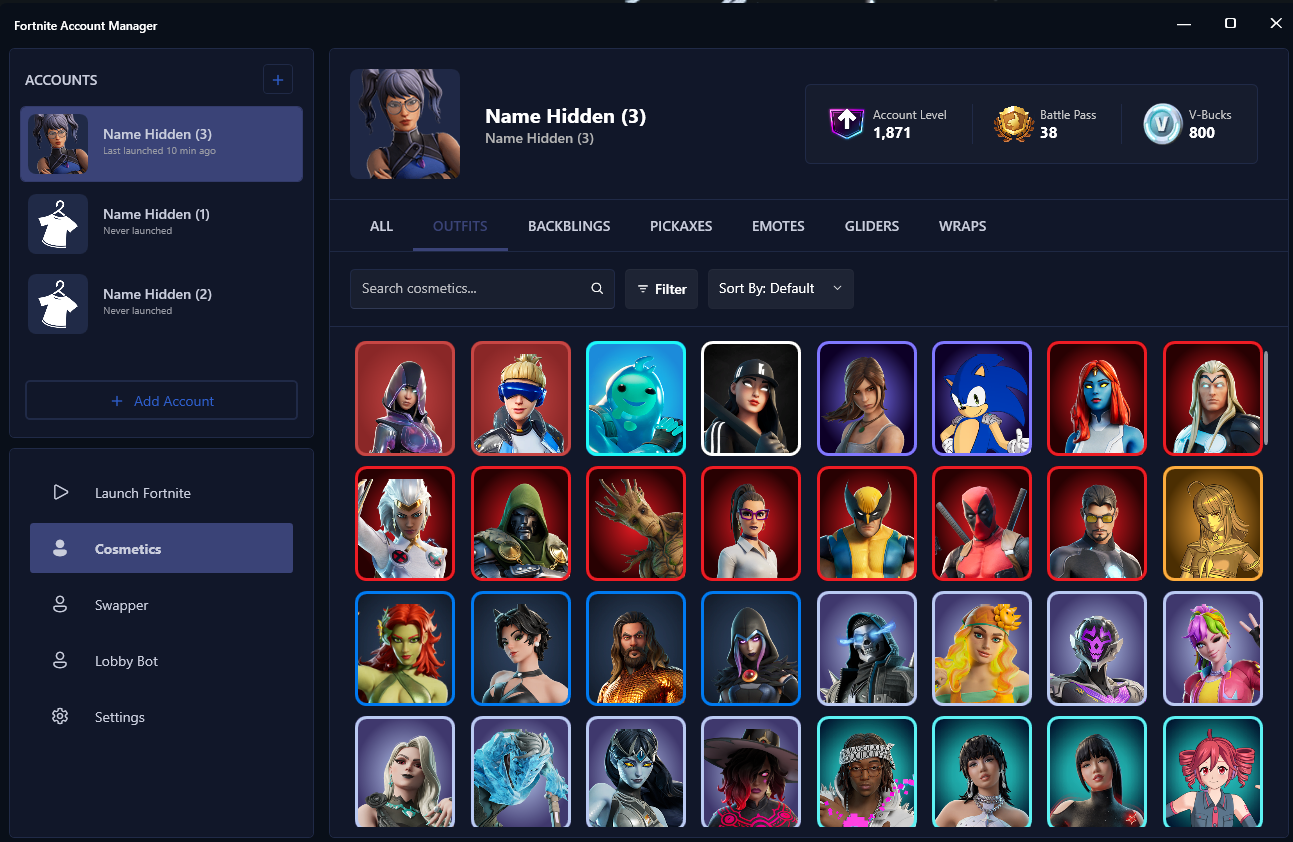 Fortnite Account Manager
ACCOUNTS
Name Hidden (3)
Last launched 10 min ago
Name Hidden (1)
Never launched
Name Hidden (2)
Never launched
Add Account
Launch Fortnite
Cosmetics
Swapper
Lobby Bot
Settings
Name Hidden (3)
Name Hidden (3)
Account Level
1,871
Battle Pass
38
V-Bucks
800
ALL OUTFITS BACKBLINGS PICKAXES EMOTES GLIDERS WRAPS
Search cosmetics... Filter Sort By: Default